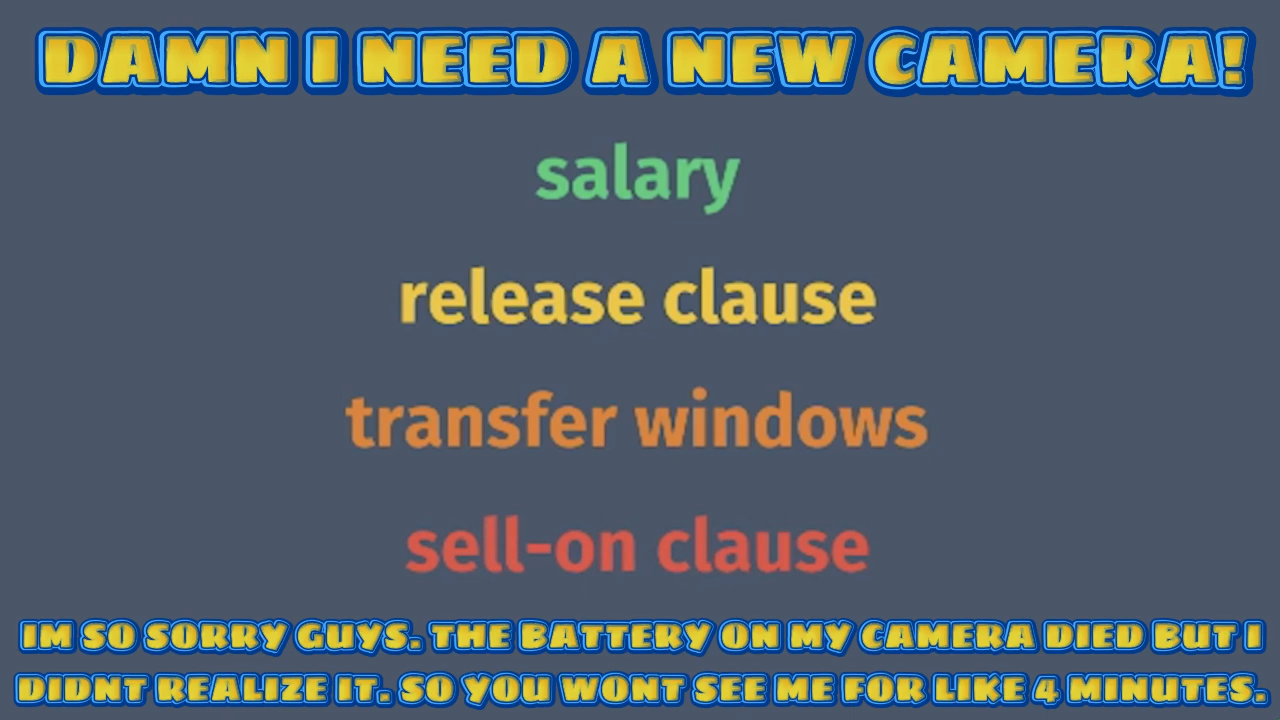 DAMN I NEED A NEW CAMERA!
salary
release clause
transfer windows
sell-on clause
IM SO SORRY GUYS. THE BATTERY ON MY CAMERA DIED BUT I
DIDNT REALIZE IT. SO YOU WONT SEE ME FOR LIKE 4 MINUTES.